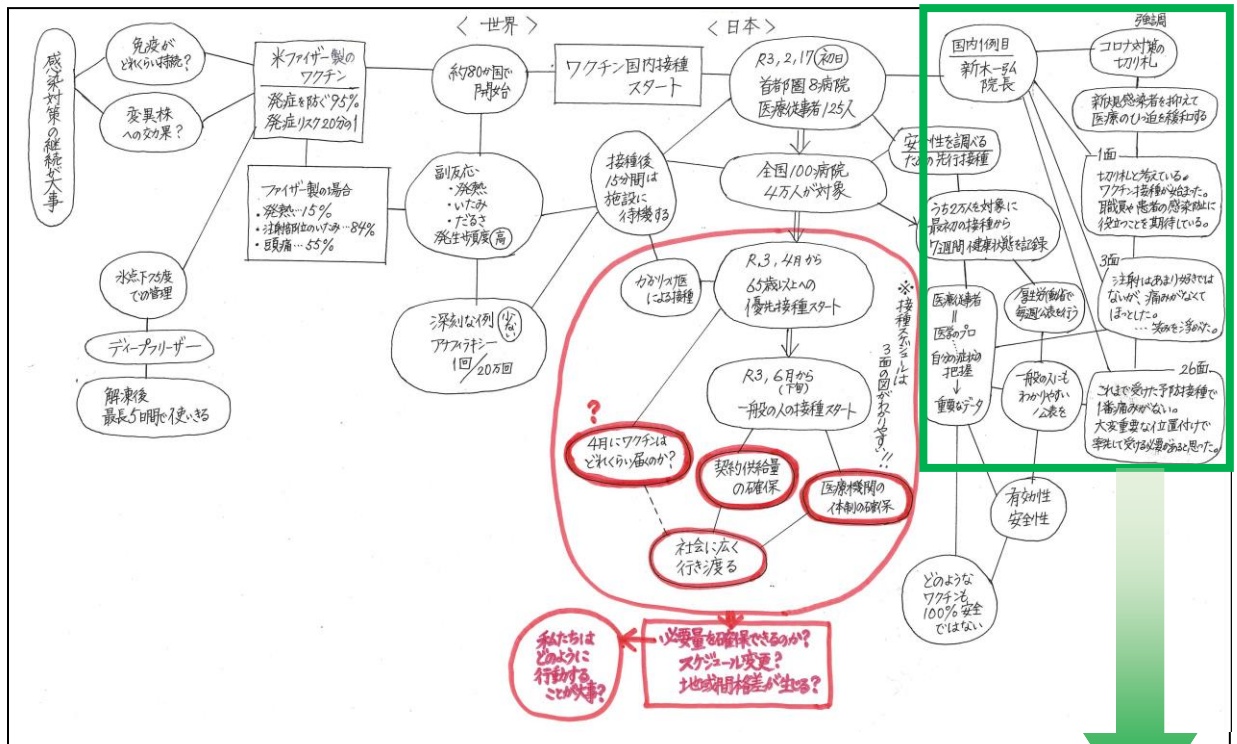 <世界>
<日本>
感染対策の継続が大事
免疫が
どれくらい持続?
変異株
への効果?
米ファイザー製の
ワクチン
発症を防ぐ95%
発症リスク20分の1
ファイザー製の場合
・発熱…15%
・注射部位のいたみ…84%
・頭痛…55%
氷点下75度
での管理
ディープフリーザー
解凍後
最長5日間で使いきる
約80か国で
開始
副反応
・発熱
・いたみ
・だるさ
発生頻度 高
深刻な例 少ない
アナフィラキシー
1回/20万回
ワクチン国内接種
スタート
接種後
15分間は
施設に
待機する
かかりつけ医
による接種
R3,2,17 初日
首都圏8病院
医療従事者125人
全国100病院
4万人が対象
R,3,4月から
65歳以上への
優先接種スタート
R3,6月から
(下旬)
一般の人の接種スタート
※接種スケジュールは
3面の図がわかりやすい!!
?
4月にワクチンは
どれくらい届くのか?
契約供給量
の確保
医療機関の
体制の確保
社会に広く
行き渡る
必要量を確保できるのか?
スケジュール変更?
地域間格差が生じる?
私たちは
どのように
行動する
ことが大事?
安全性を調べる
ための先行接種
うち2万人を対象に
最初の接種から
7週間健康状態を記録
医療従事者
=
医学のプロ
…
自分の症状の
把握
↓
重要なデータ
厚生労働省で
毎週公表を行う
一般の人にも
わかりやすい
公表を
有効性
安全性
どのような
ワクチンも
100%安全
ではない
国内1例目
新木一弘
院長
強調
コロナ対策の
切り札
新規感染者を抑えて
医療のひっ迫を緩和する
1面
切り札と考えている。
ワクチン接種が始まった。
職員や患者の感染防止に
役立つことを期待している。
3面
注射はあまり好きでは
ないが、痛みがなくて
ほっとした。
…笑みを浮かべた。
26面
これまで受けた予防接種で
1番痛みがない。
大変重要な位置付けで
率先して受ける必要があると思った。